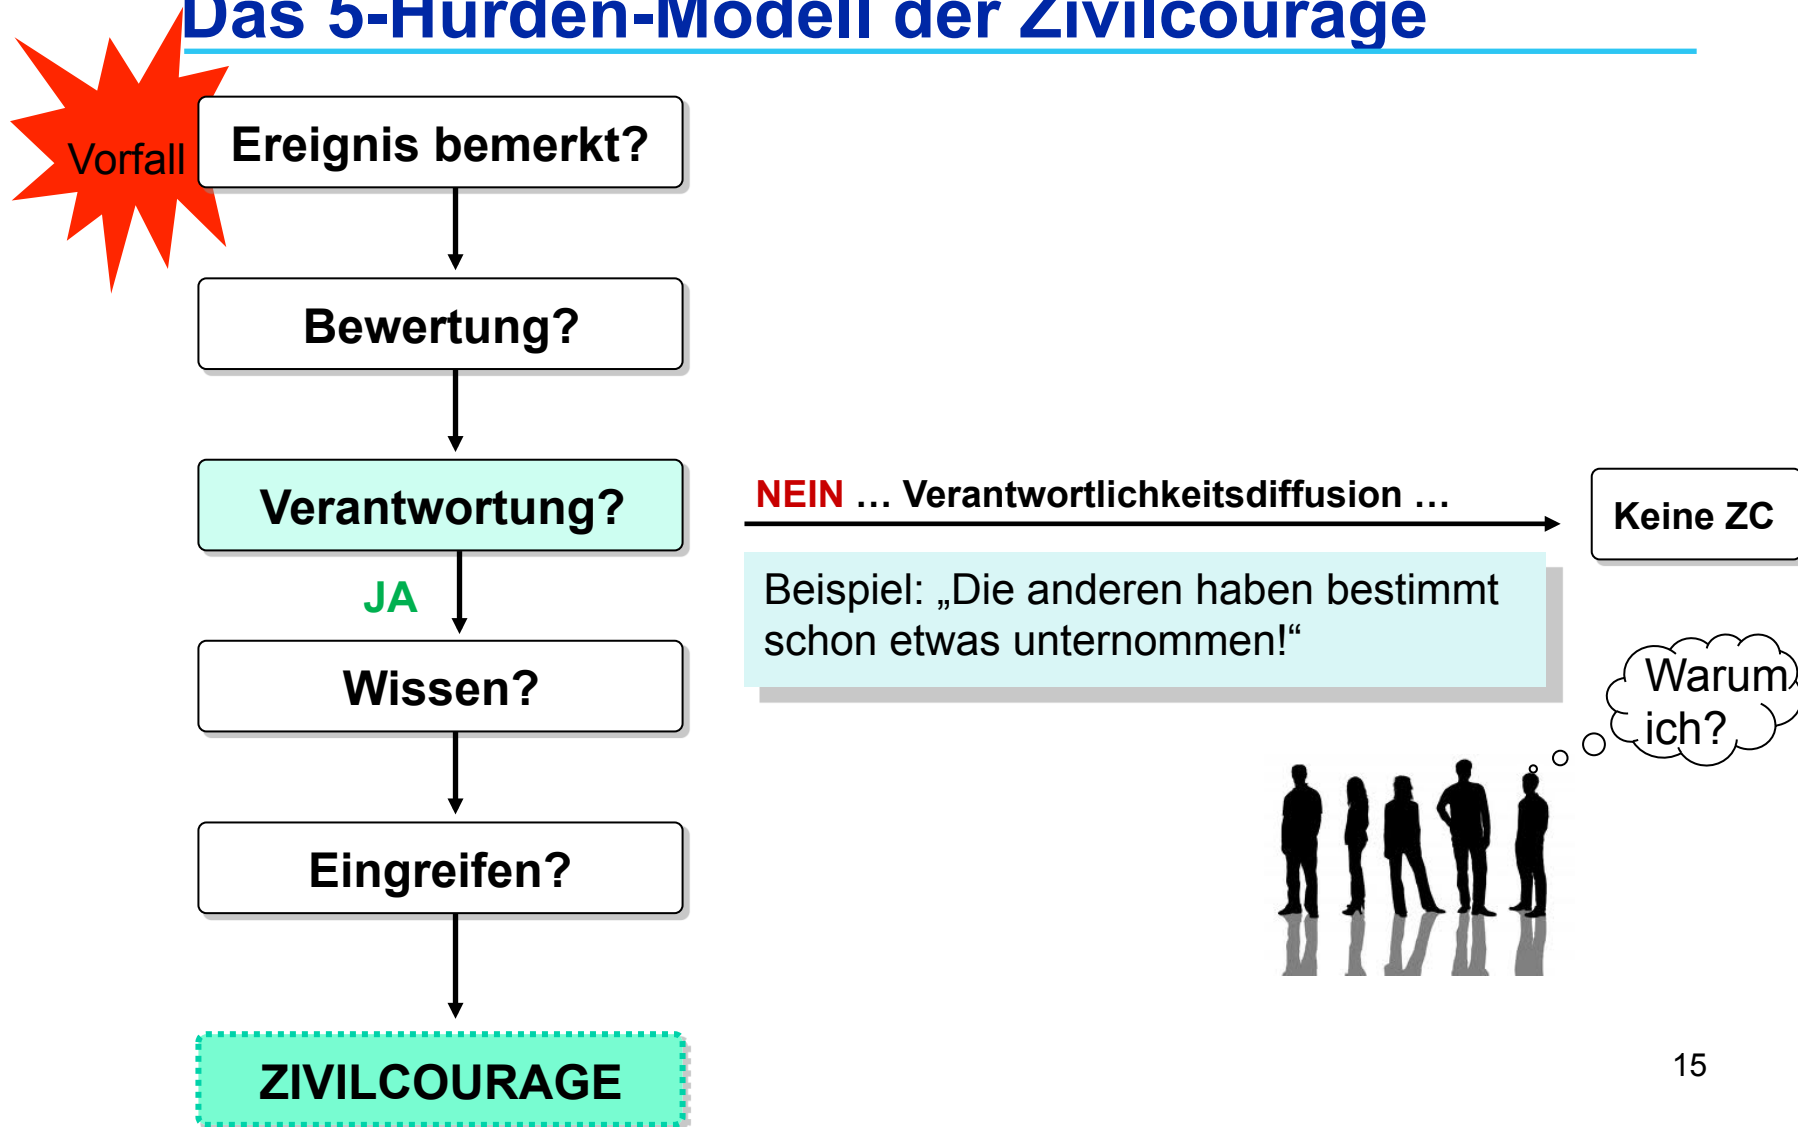 Das 5-Hürden-Modell der Zivilcourage
Vorfall
Ereignis bemerkt?
Bewertung?
Verantwortung?
NEIN … Verantwortlichkeitsdiffusion …
Keine ZC
JA
Beispiel: „Die anderen haben bestimmt
schon etwas unternommen!“
Warum
ich?
Wissen?
Eingreifen?
ZIVILCOURAGE
15